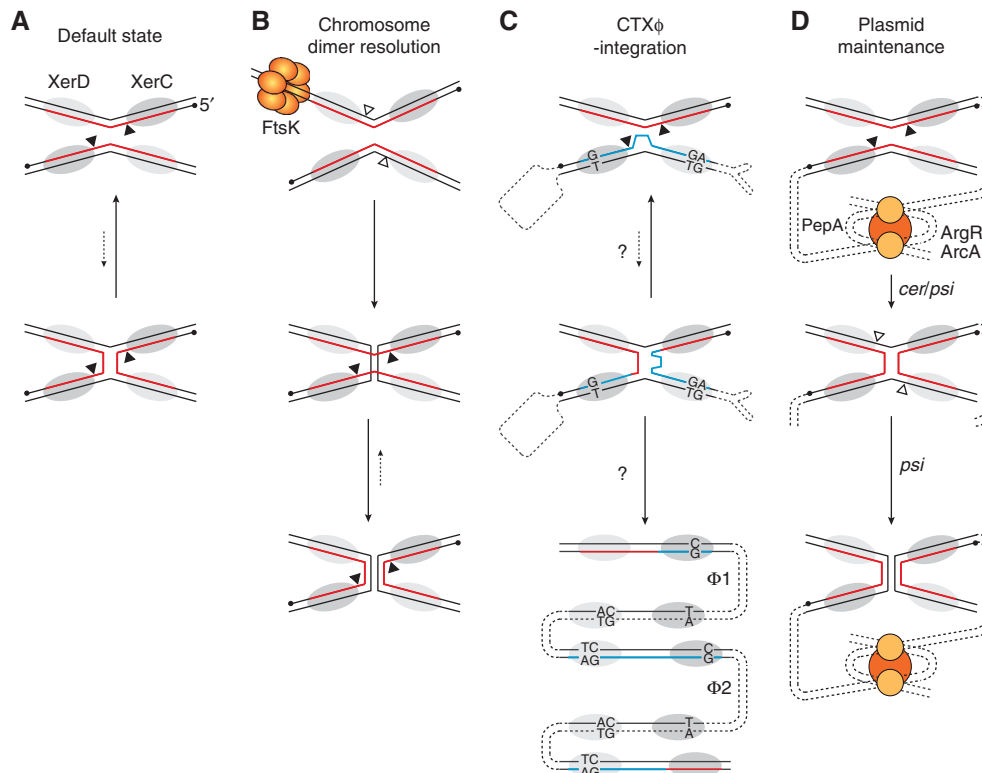 A
Default state
XerD XerC
5′
B
Chromosome
dimer resolution
FtsK
C
CTXϕ
-integration
G
T
GA
TG
?
G
T
GA
TG
?
C
G
Φ1
AC
TG
T
A
TC
AG
C
G
Φ2
AC
TG
T
A
TC
AG
D
Plasmid
maintenance
PepA
ArgR
ArcA
cer/psi
psi